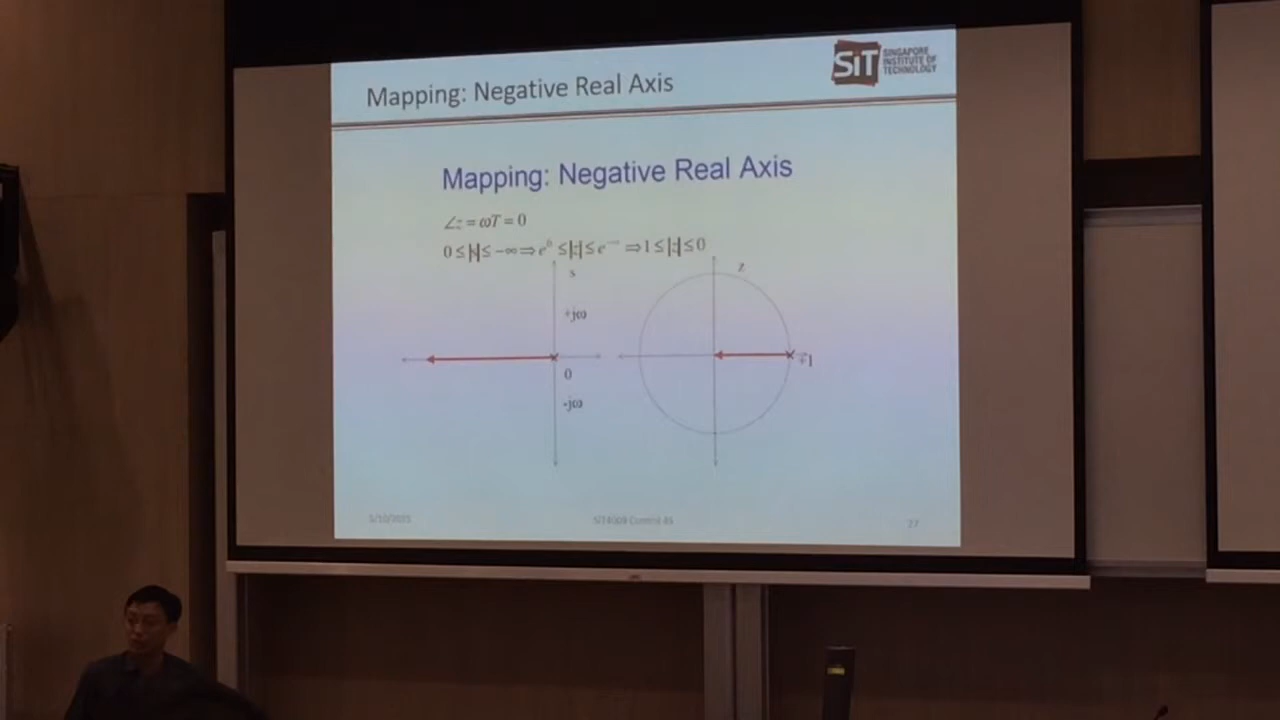 Mapping: Negative Real Axis
SiT SINGAPORE
INSTITUTE OF
TECHNOLOGY
Mapping: Negative Real Axis
∠z = ωT = 0
0 ≤ |s| ≤ -∞ ⇒ e⁰ ≤ |z| ≤ e^-∞ ⇒ 1 ≤ |z| ≤ 0
s
z
+jω
+1
0
-jω
27